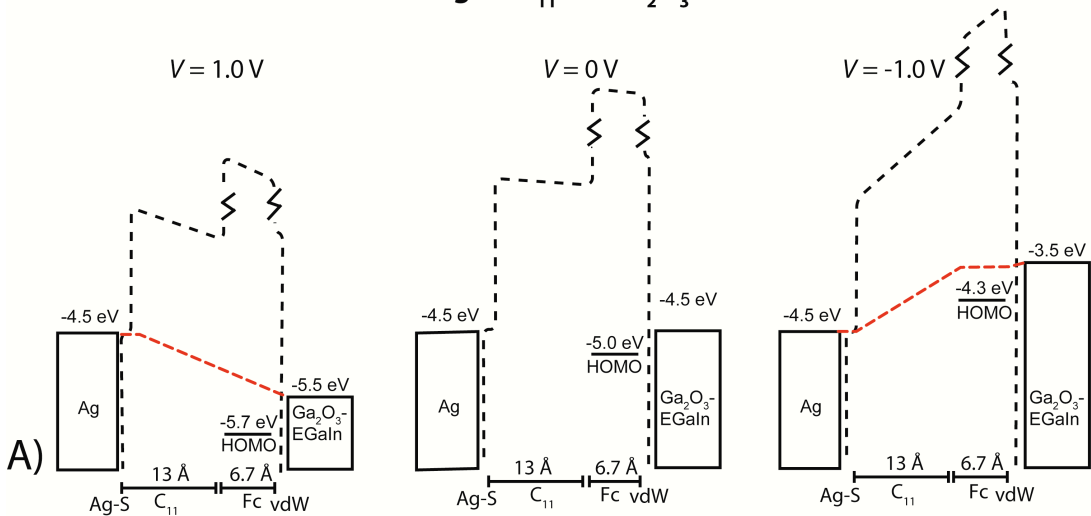 11 2 3
V = 1.0 V
-4.5 eV
Ag
-5.5 eV
Ga2O3-
EGaIn
-5.7 eV
HOMO
A)
13 Å
6.7 Å
Ag-S
C11
Fc
vdW
V = 0 V
-4.5 eV
Ag
-4.5 eV
-5.0 eV
HOMO
Ga2O3-
EGaIn
13 Å
6.7 Å
Ag-S
C11
Fc
vdW
V = -1.0 V
-4.5 eV
Ag
-3.5 eV
-4.3 eV
HOMO
Ga2O3-
EGaIn
13 Å
6.7 Å
Ag-S
C11
Fc
vdW